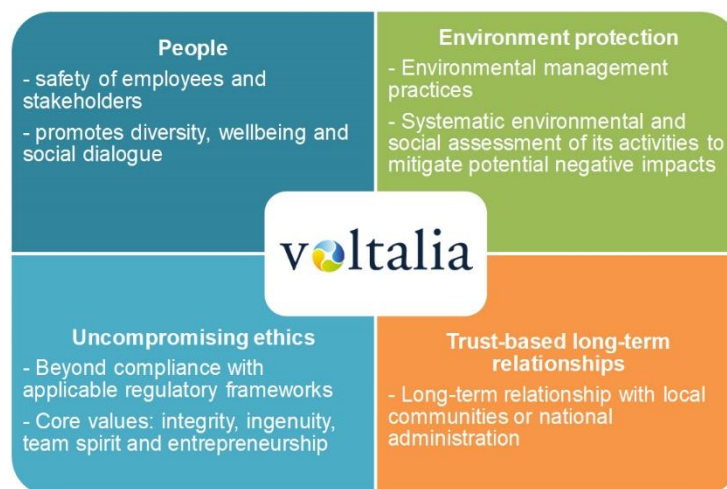 People
- safety of employees and
stakeholders
- promotes diversity, wellbeing and
social dialogue
Environment protection
- Environmental management
practices
- Systematic environmental and
social assessment of its activities to
mitigate potential negative impacts
voltalia
Uncompromising ethics
- Beyond compliance with
applicable regulatory frameworks
- Core values: integrity, ingenuity,
team spirit and entrepreneurship
Trust-based long-term
relationships
- Long-term relationship with local
communities or national
administration